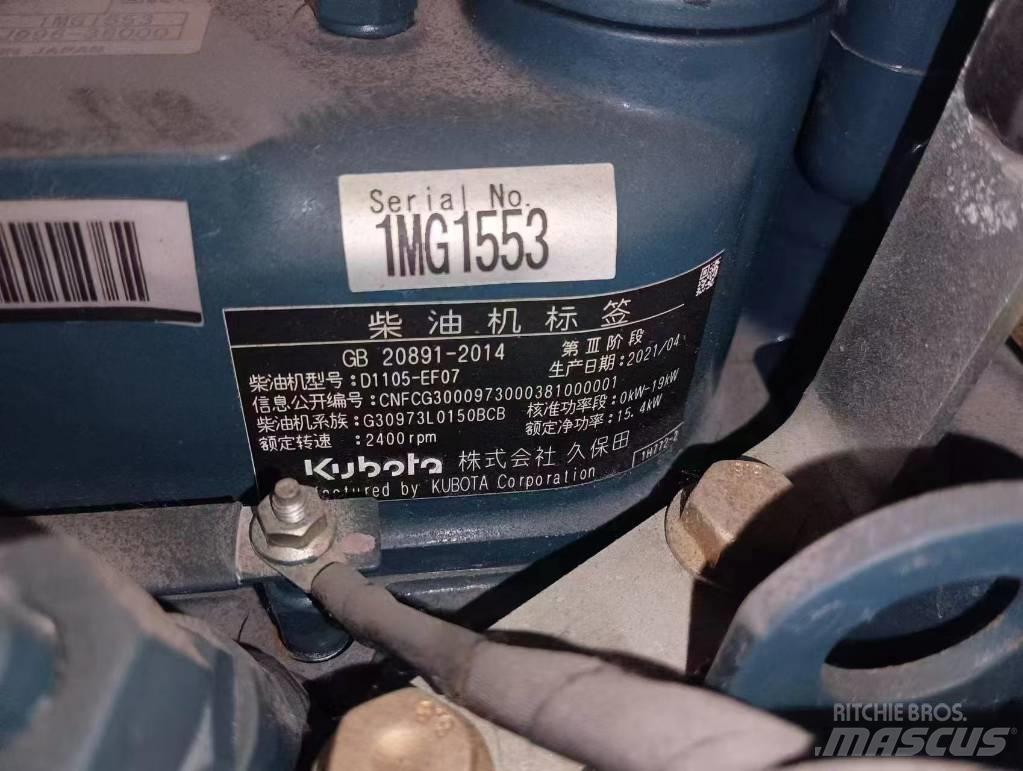 1MG1553
JAPAN
Serial No.
1MG1553
柴油机标签
GB 20891-2014 第Ⅲ阶段
柴油机型号:D1105-EF07 生产日期:2021/04
信息公开编号:CNFCG3000973000381000001
柴油机系族:G30973L0150BCB 核准功率段:0kW-19kW
额定转速:2400rpm 额定净功率:15.4kW
Kubota 株式会社 久保田
by KUBOTA Corporation
RITCHIE BROS.
MASCUS